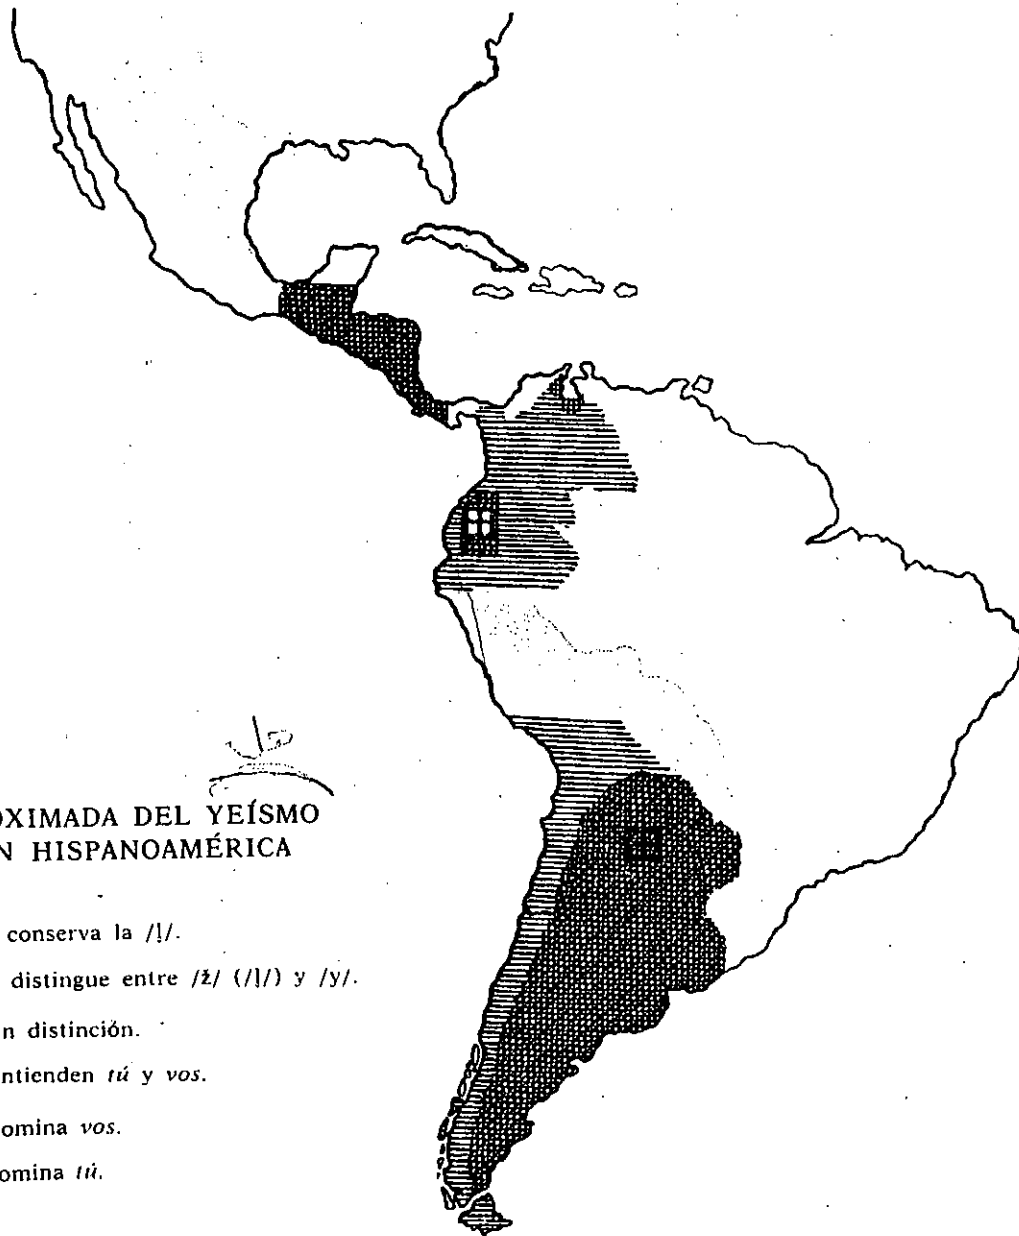 OXIMADA DEL YEÍSMO
N HISPANOAMÉRICA
conserva la /l̮/.
distingue entre /ž/ (/l̮/) y /y/.
n distinción.
ntienden tú y vos.
omina vos.
omina tú.